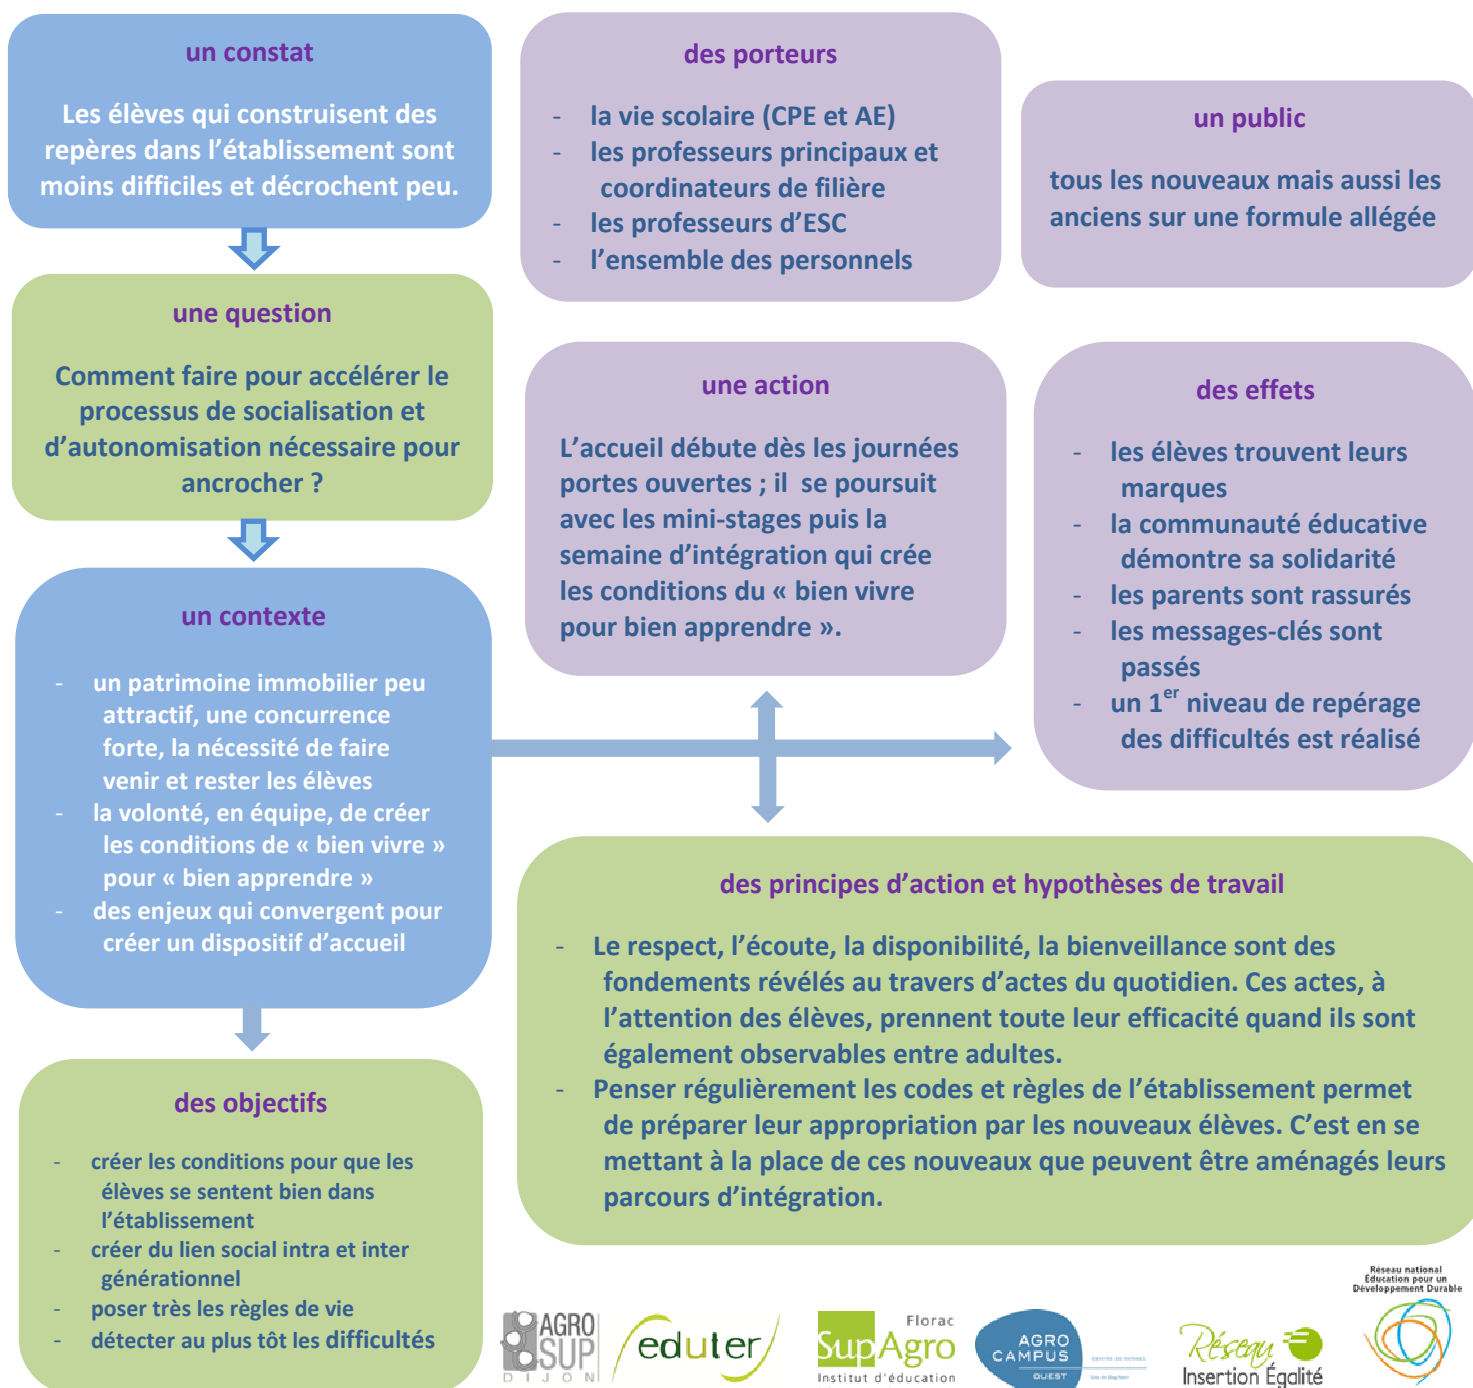 un constat
Les élèves qui construisent des
repères dans l'établissement sont
moins difficiles et décrochent peu.
une question
Comment faire pour accélérer le
processus de socialisation et
d'autonomisation nécessaire pour
ancrocher ?
un contexte
- un patrimoine immobilier peu
attractif, une concurrence
forte, la nécessité de faire
venir et rester les élèves
- la volonté, en équipe, de créer
les conditions de « bien vivre »
pour « bien apprendre »
- des enjeux qui convergent pour
créer un dispositif d'accueil
des objectifs
- créer les conditions pour que les
élèves se sentent bien dans
l'établissement
- créer du lien social intra et inter
générationnel
- poser très les règles de vie
- détecter au plus tôt les difficultés
des porteurs
- la vie scolaire (CPE et AE)
- les professeurs principaux et
coordinateurs de filière
- les professeurs d'ESC
- l'ensemble des personnels
un public
tous les nouveaux mais aussi les
anciens sur une formule allégée
une action
L'accueil débute dès les journées
portes ouvertes ; il se poursuit
avec les mini-stages puis la
semaine d'intégration qui crée
les conditions du « bien vivre
pour bien apprendre ».
des effets
- les élèves trouvent leurs
marques
- la communauté éducative
démontre sa solidarité
- les parents sont rassurés
- les messages-clés sont
passés
- un 1er niveau de repérage
des difficultés est réalisé
des principes d'action et hypothèses de travail
- Le respect, l'écoute, la disponibilité, la bienveillance sont des
fondements révélés au travers d'actes du quotidien. Ces actes, à
l'attention des élèves, prennent toute leur efficacité quand ils sont
également observables entre adultes.
- Penser régulièrement les codes et règles de l'établissement permet
de préparer leur appropriation par les nouveaux élèves. C'est en se
mettant à la place de ces nouveaux que peuvent être aménagés leurs
parcours d'intégration.
AGRO
SUP
DIJON
eduter
Florac
SupAgro
Institut d'éducation
AGRO
CAMPUS
OUEST
CENTRE DE RENNES
Réseau
Insertion Égalité
Réseau national
Éducation pour un
Développement Durable